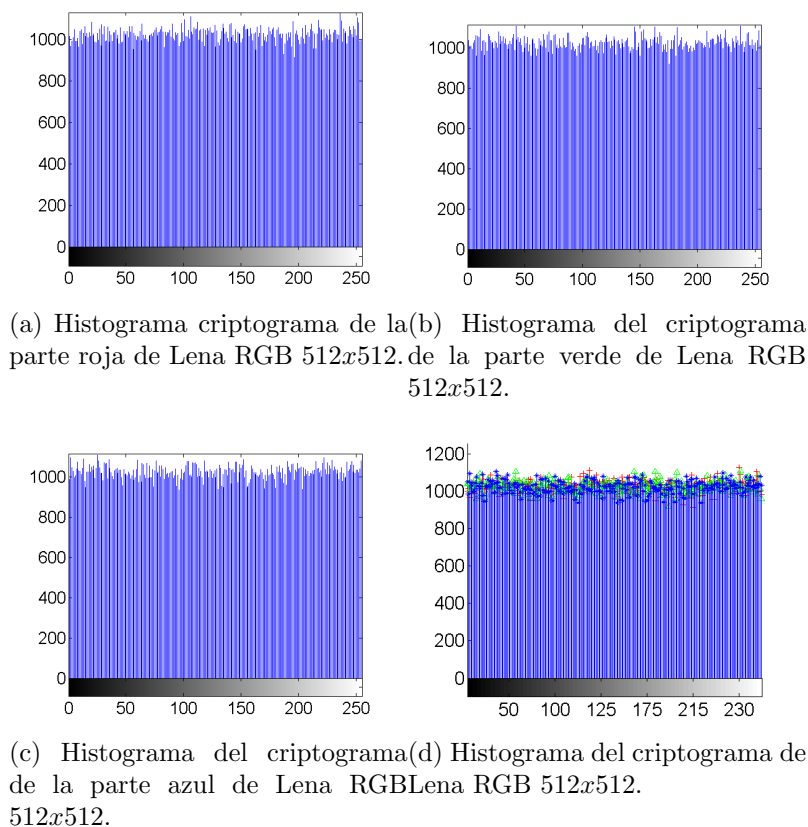 1000
800
600
400
200
0
0 50 100 150 200 250
1000
800
600
400
200
0
0 50 100 150 200 250
(a) Histograma criptograma de la
parte roja de Lena RGB 512x512.
(b) Histograma del criptograma
de la parte verde de Lena RGB
512x512.
1000
800
600
400
200
0
0 50 100 150 200 250
1200
1000
800
600
400
200
0
50 100 125 175 215 230
(c) Histograma del criptograma
de la parte azul de Lena RGB
512x512.
(d) Histograma del criptograma de
Lena RGB 512x512.